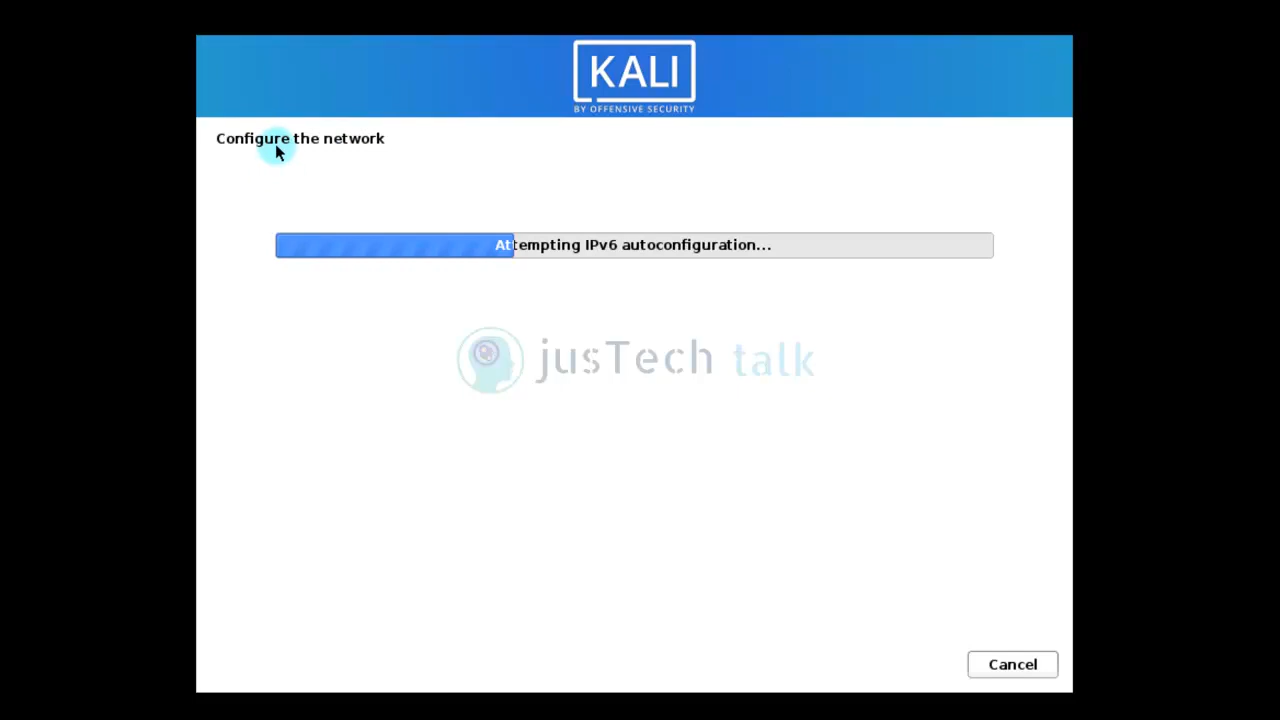 KALI
BY OFFENSIVE SECURITY
Configure the network
Attempting IPv6 autoconfiguration...
jusTech talk
Cancel